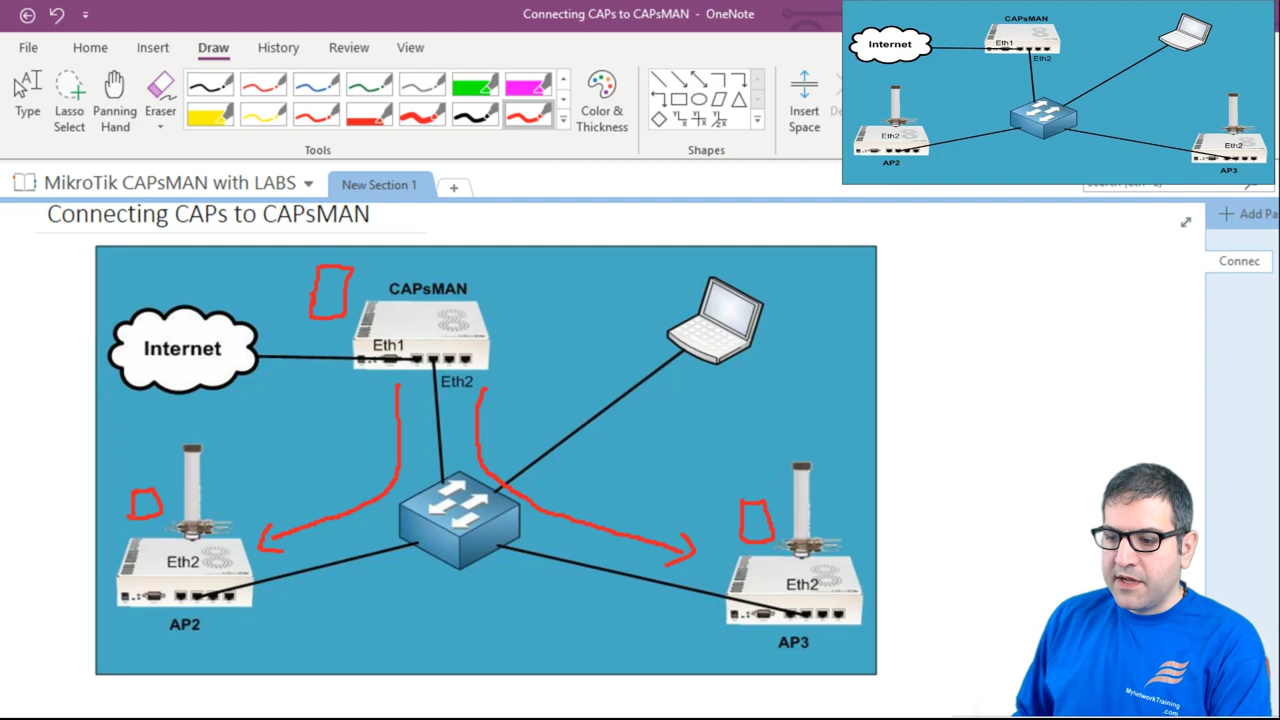 Connecting CAPs to CAPsMAN - OneNote
File Home Insert Draw History Review View
Type
Lasso Select
Panning Hand
Eraser
Tools
Color & Thickness
Shapes
Insert Space
CAPsMAN
Internet
Eth1
Eth2
Eth2
AP2
Eth2
AP3
MikroTik CAPsMAN with LABS
New Section 1
Add Pa
Connec
Connecting CAPs to CAPsMAN
CAPsMAN
Internet
Eth1
Eth2
Eth2
AP2
Eth2
AP3
MynetworkTraining
.com